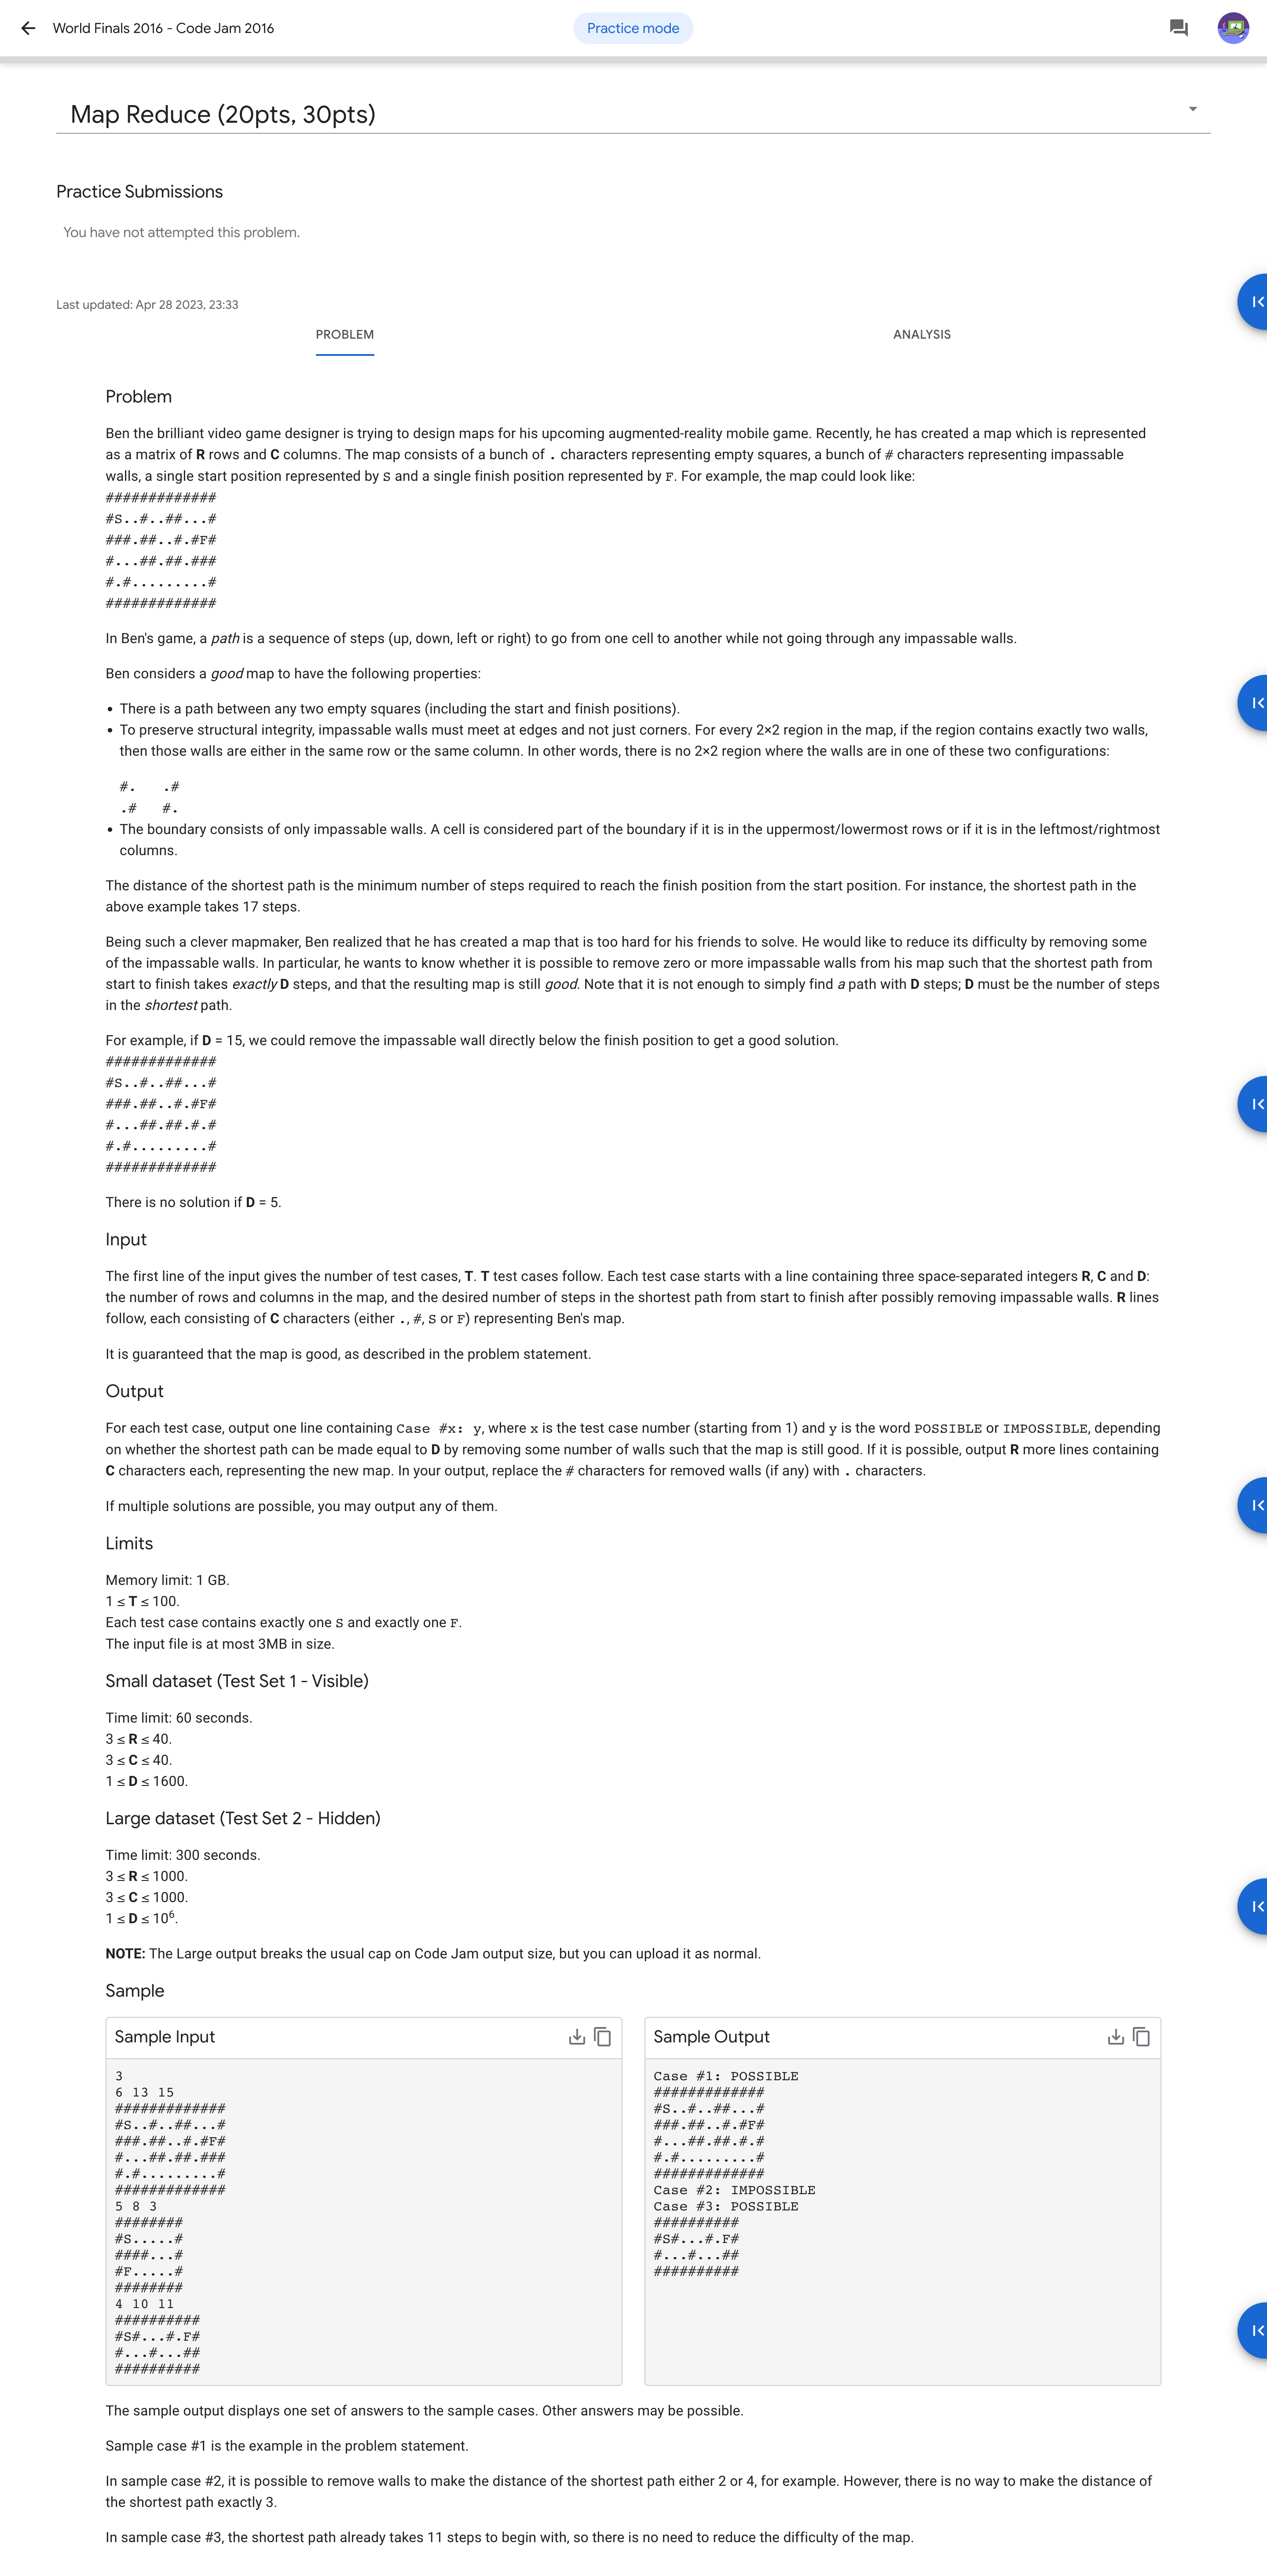 World Finals 2016 - Code Jam 2016
Practice mode
Map Reduce (20pts, 30pts)
Practice Submissions
You have not attempted this problem.
Last updated: Apr 28 2023, 23:33
PROBLEM
ANALYSIS
Problem
Ben the brilliant video game designer is trying to design maps for his upcoming augmented-reality mobile game. Recently, he has created a map which is represented
as a matrix of R rows and C columns. The map consists of a bunch of . characters representing empty squares, a bunch of # characters representing impassable
walls, a single start position represented by S and a single finish position represented by F. For example, the map could look like:
#############
#S..#..##...#
###.##..#.#F#
#...##.##.###
#.#.........#
#############
In Ben's game, a path is a sequence of steps (up, down, left or right) to go from one cell to another while not going through any impassable walls.
Ben considers a good map to have the following properties:
• There is a path between any two empty squares (including the start and finish positions).
• To preserve structural integrity, impassable walls must meet at edges and not just corners. For every 2×2 region in the map, if the region contains exactly two walls,
then those walls are either in the same row or the same column. In other words, there is no 2×2 region where the walls are in one of these two configurations:
#. .#
.# #.
• The boundary consists of only impassable walls. A cell is considered part of the boundary if it is in the uppermost/lowermost rows or if it is in the leftmost/rightmost
columns.
The distance of the shortest path is the minimum number of steps required to reach the finish position from the start position. For instance, the shortest path in the
above example takes 17 steps.
Being such a clever mapmaker, Ben realized that he has created a map that is too hard for his friends to solve. He would like to reduce its difficulty by removing some
of the impassable walls. In particular, he wants to know whether it is possible to remove zero or more impassable walls from his map such that the shortest path from
start to finish takes exactly D steps, and that the resulting map is still good. Note that it is not enough to simply find a path with D steps; D must be the number of steps
in the shortest path.
For example, if D = 15, we could remove the impassable wall directly below the finish position to get a good solution.
#############
#S..#..##...#
###.##..#.#F#
#...##.##.#.#
#.#.........#
#############
There is no solution if D = 5.
Input
The first line of the input gives the number of test cases, T. T test cases follow. Each test case starts with a line containing three space-separated integers R, C and D:
the number of rows and columns in the map, and the desired number of steps in the shortest path from start to finish after possibly removing impassable walls. R lines
follow, each consisting of C characters (either ., #, S or F) representing Ben's map.
It is guaranteed that the map is good, as described in the problem statement.
Output
For each test case, output one line containing Case #x: y, where x is the test case number (starting from 1) and y is the word POSSIBLE or IMPOSSIBLE, depending
on whether the shortest path can be made equal to D by removing some number of walls such that the map is still good. If it is possible, output R more lines containing
C characters each, representing the new map. In your output, replace the # characters for removed walls (if any) with . characters.
If multiple solutions are possible, you may output any of them.
Limits
Memory limit: 1 GB.
1 ≤ T ≤ 100.
Each test case contains exactly one S and exactly one F.
The input file is at most 3MB in size.
Small dataset (Test Set 1 - Visible)
Time limit: 60 seconds.
3 ≤ R ≤ 40.
3 ≤ C ≤ 40.
1 ≤ D ≤ 1600.
Large dataset (Test Set 2 - Hidden)
Time limit: 300 seconds.
3 ≤ R ≤ 1000.
3 ≤ C ≤ 1000.
1 ≤ D ≤ 10⁶.
NOTE: The Large output breaks the usual cap on Code Jam output size, but you can upload it as normal.
Sample
Sample Input
3
6 13 15
#############
#S..#..##...#
###.##..#.#F#
#...##.##.###
#.#.........#
#############
5 8 3
########
#S.....#
####...#
#F.....#
########
4 10 11
##########
#S#...#.F#
#...#...##
##########
Sample Output
Case #1: POSSIBLE
#############
#S..#..##...#
###.##..#.#F#
#...##.##.#.#
#.#.........#
#############
Case #2: IMPOSSIBLE
Case #3: POSSIBLE
##########
#S#...#.F#
#...#...##
##########
The sample output displays one set of answers to the sample cases. Other answers may be possible.
Sample case #1 is the example in the problem statement.
In sample case #2, it is possible to remove walls to make the distance of the shortest path either 2 or 4, for example. However, there is no way to make the distance of
the shortest path exactly 3.
In sample case #3, the shortest path already takes 11 steps to begin with, so there is no need to reduce the difficulty of the map.